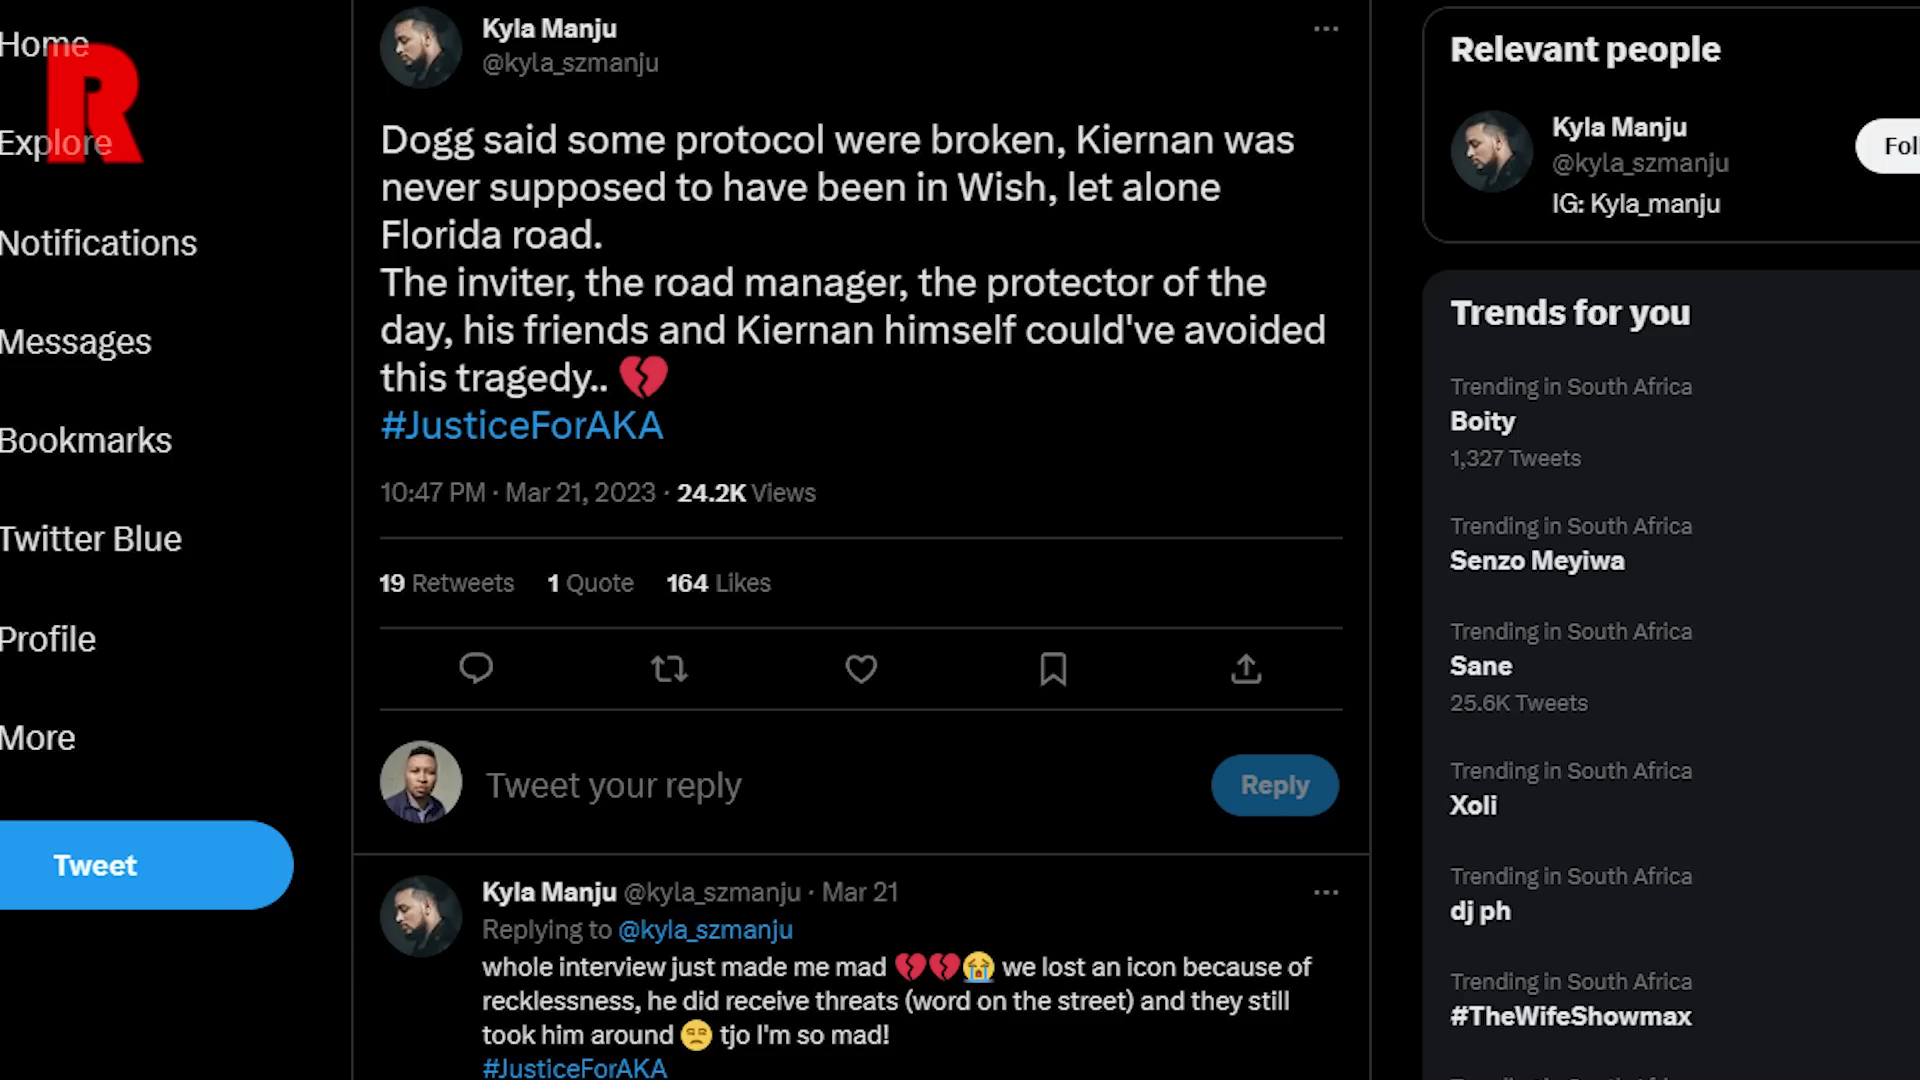 Home
R
Explore
Notifications
Messages
Bookmarks
Twitter Blue
Profile
More
Tweet
Kyla Manju
@kyla_szmanju
Dogg said some protocol were broken, Kiernan was
never supposed to have been in Wish, let alone
Florida road.
The inviter, the road manager, the protector of the
day, his friends and Kiernan himself could've avoided
this tragedy.. 💔
#JusticeForAKA
10:47 PM · Mar 21, 2023 · 24.2K Views
19 Retweets 1 Quote 164 Likes
Tweet your reply
Reply
Kyla Manju @kyla_szmanju · Mar 21
Replying to @kyla_szmanju
whole interview just made me mad 💔💔😭 we lost an icon because of
recklessness, he did receive threats (word on the street) and they still
took him around 😒 tjo I'm so mad!
#JusticeForAKA
Relevant people
Kyla Manju
@kyla_szmanju
IG: Kyla_manju
Trends for you
Trending in South Africa
Boity
1,327 Tweets
Trending in South Africa
Senzo Meyiwa
Trending in South Africa
Sane
25.6K Tweets
Trending in South Africa
Xoli
Trending in South Africa
dj ph
Trending in South Africa
#TheWifeShowmax